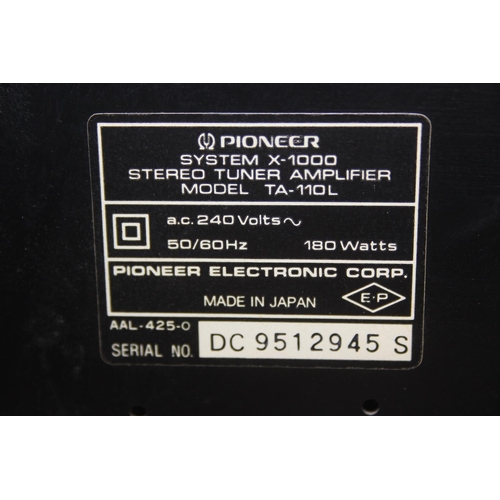 PIONEER
SYSTEM X-1000
STEREO TUNER AMPLIFIER
MODEL TA-110L
a.c. 240 Volts ~
50/60Hz 180 Watts
PIONEER ELECTRONIC CORP.
MADE IN JAPAN E·P
AAL-425-0
SERIAL NO. DC 9512945 S